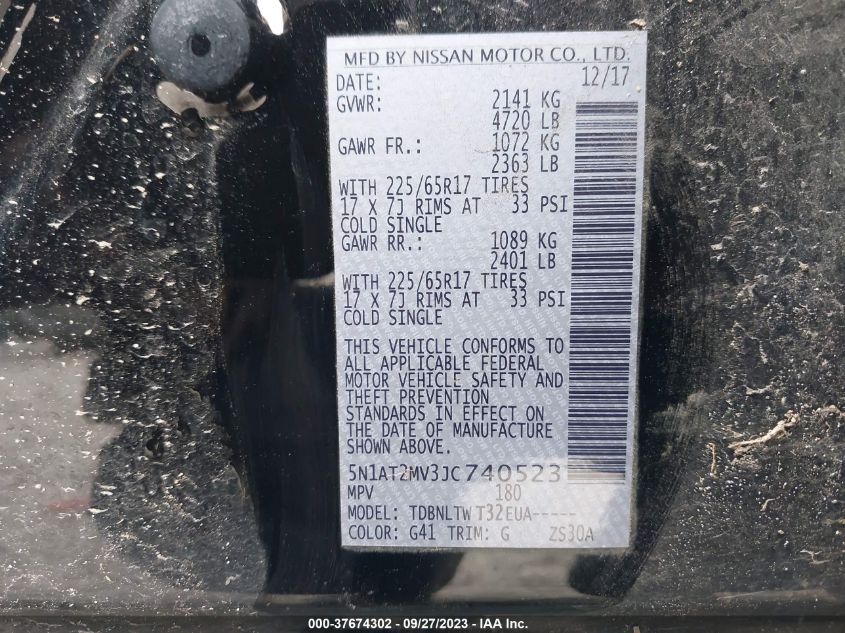 MFD BY NISSAN MOTOR CO., LTD.
DATE: 12/17
GVWR: 2141 KG
4720 LB
GAWR FR.: 1072 KG
2363 LB
WITH 225/65R17 TIRES
17 X 7J RIMS AT 33 PSI
COLD SINGLE
GAWR RR.: 1089 KG
2401 LB
WITH 225/65R17 TIRES
17 X 7J RIMS AT 33 PSI
COLD SINGLE
THIS VEHICLE CONFORMS TO
ALL APPLICABLE FEDERAL
MOTOR VEHICLE SAFETY AND
THEFT PREVENTION
STANDARDS IN EFFECT ON
THE DATE OF MANUFACTURE
SHOWN ABOVE.
5N1AT2MV3JC740523
MPV 180
MODEL: TDBNLTW T32EUA-----
COLOR: G41 TRIM: G ZS30A
000-37674302 - 09/27/2023 - IAA Inc.